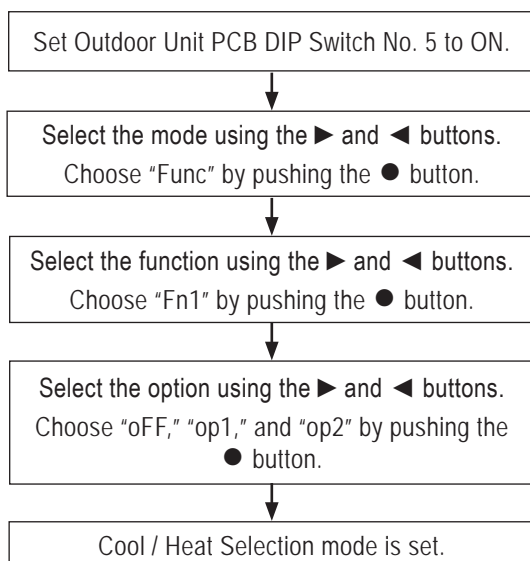 Set Outdoor Unit PCB DIP Switch No. 5 to ON.
Select the mode using the ► and ◄ buttons.
Choose “Func” by pushing the ● button.
Select the function using the ► and ◄ buttons.
Choose “Fn1” by pushing the ● button.
Select the option using the ► and ◄ buttons.
Choose “oFF,” “op1,” and “op2” by pushing the
● button.
Cool / Heat Selection mode is set.